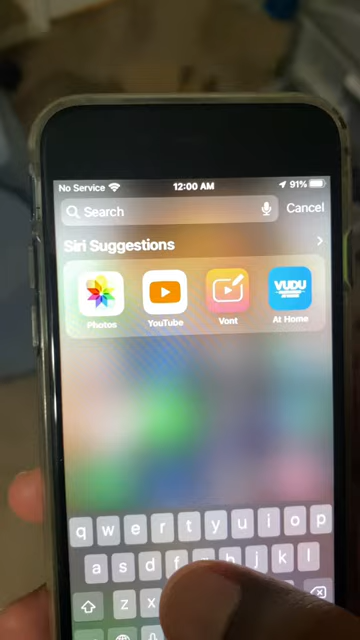 No Service 12:00 AM 91%
Search Cancel
Siri Suggestions
VUDU
Photos YouTube Vont At Home
q w e r t y u i o p
a s d f h j k l
z x